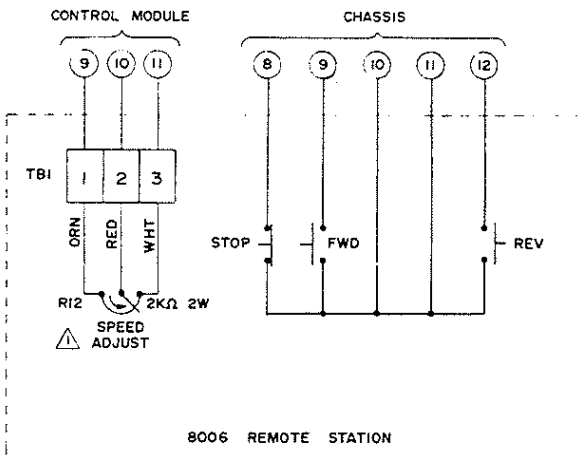 CONTROL MODULE
CHASSIS
9 10 11
8 9 10 11 12
TB1
1 2 3
ORN RED WHT
STOP FWD REV
R12 2KΩ 2W
1
SPEED
ADJUST
8006 REMOTE STATION